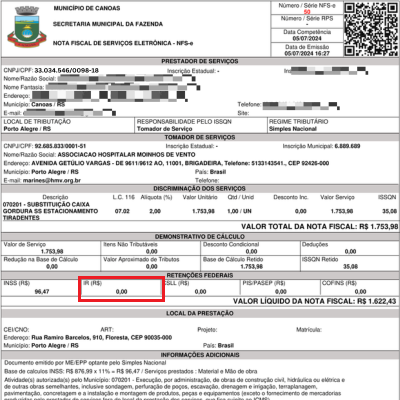 MUNICÍPIO DE CANOAS
SECRETARIA MUNICIPAL DA FAZENDA
NOTA FISCAL DE SERVIÇOS ELETRÔNICA - NFS-e
Número / Série NFS-e
50
Número / Série RPS
-
Data Competência
05/07/2024
Data de Emissão
05/07/2024 16:27
PRESTADOR DE SERVIÇO
CNPJ/CPF: 33.034.546/0098-18 Inscrição Estadual: - Inscrição
Nome/Razão Social:
Nome Fantasia:
Endereço:
Município: Canoas / RS Telefone:
E-mail: Site:
LOCAL DE TRIBUTAÇÃO RESPONSABILIDADE PELO ISSQN REGIME TRIBUTÁRIO
Porto Alegre / RS Tomador de Serviço Simples Nacional
TOMADOR DE SERVIÇO
CNPJ/CPF: 92.685.833/0001-51 Inscrição Estadual: - Inscrição Municipal: 6.889.689
Nome/Razão Social: ASSOCIACAO HOSPITALAR MOINHOS DE VENTO
Endereço: AVENIDA GETÚLIO VARGAS - DE 9611/9612 AO, 11001, BRIGADEIRA, Telefone: 5133143541., CEP 92426-000
Município: Porto Alegre / RS País: Brasil
E-mail: marines@hmv.org.br Telefone:
DISCRIMINAÇÃO DOS SERVIÇOS
Descrição L.C. 116 Alíquota (%) Valor Unitário Qtd / Unid Desconto Inc. Valor Serviço ISSQN
070201 - SUBSTITUIÇÃO CAIXA GORDURA SS ESTACIONAMENTO TIRADENTES 07.02 2,00 1.753,98 1,00 / UN 0,00 1.753,98 35,08
VALOR TOTAL DA NOTA FISCAL: R$ 1.753,98
DEMONSTRATIVO DE CÁLCULO
Valor do Serviço Itens Não Tributáveis Desconto Condicional Deduções
1.753,98 0,00 0,00 0,00
Redução na Base de Cálculo Valor Aproximado de Tributos Base de Cálculo Retido ISSQN Retido
0,00 0,00 1.753,98 35,08
RETENÇÕES FEDERAIS
INSS (R$) IR (R$) CSLL (R$) PIS/PASEP (R$) COFINS (R$)
96,47 0,00 0,00 0,00 0,00
VALOR LÍQUIDO DA NOTA FISCAL: R$ 1.622,43
LOCAL DA PRESTAÇÃO
CEI/CNO: ART: Projeto: Matrícula:
Endereço: Rua Ramiro Barcelos, 910, Floresta, CEP 90035-000
Município: Porto Alegre / RS País: Brasil
INFORMAÇÕES ADICIONAIS
Documento emitido por ME/EPP optante pelo Simples Nacional
Base de calculos INSS: R$ 876,99 x 11% = R$ 96,47 / Serviços prestados : Material e Mão de obra
Atividade(s) autorizada(s) pelo Município: 070201 - Execução, por administração, de obras de construção civil, hidráulica ou elétrica e
de outras obras semelhantes, inclusive sondagem, perfuração de poços, escavação, drenagem e irrigação, terraplanagem,
pavimentação, concretagem e a instalação e montagem de produtos, peças e equipamentos (exceto o fornecimento de mercadorias